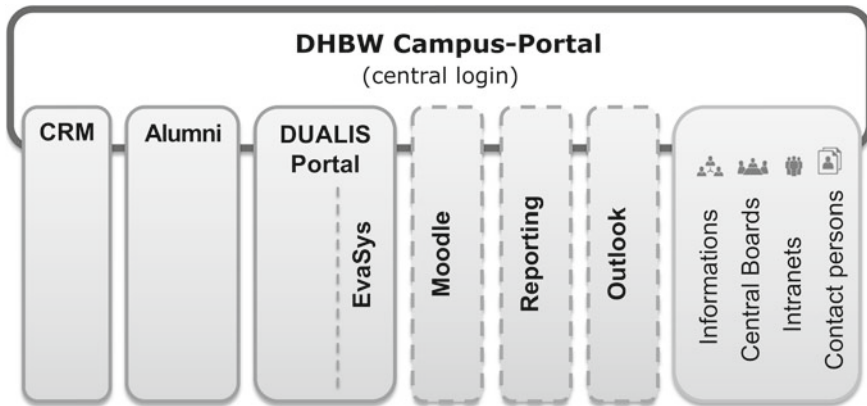 DHBW Campus-Portal
(central login)
CRM
Alumni
DUALIS
Portal
EvaSys
Moodle
Reporting
Outlook
Informations
Central Boards
Intranets
Contact persons